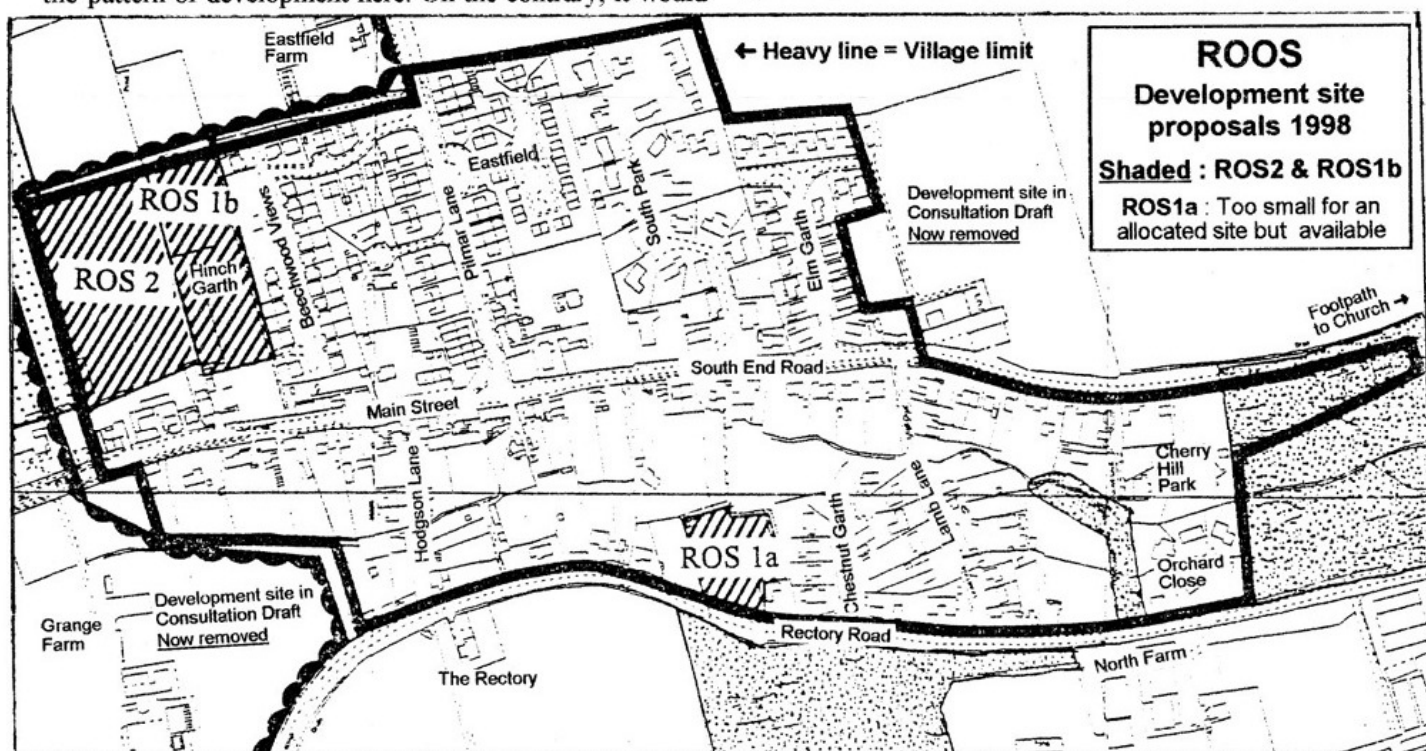 the pattern of development here. On the contrary, it would
Eastfield
Farm
← Heavy line = Village limit
ROOS
Development site
proposals 1998
Shaded : ROS2 & ROS1b
ROS1a : Too small for an
allocated site but available
ROS 1b
ROS 2
Hinch
Garth
Beechwood Views
Pilmar Lane
Eastfield
South Park
Elm Garth
Development site in
Consultation Draft
Now removed
Footpath →
to Church
South End Road
Main Street
Hodgson Lane
ROS 1a
Chestnut Garth
Lamb Lane
Cherry
Hill
Park
Orchard
Close
Grange
Farm
Development site in
Consultation Draft
Now removed
The Rectory
Rectory Road
North Farm